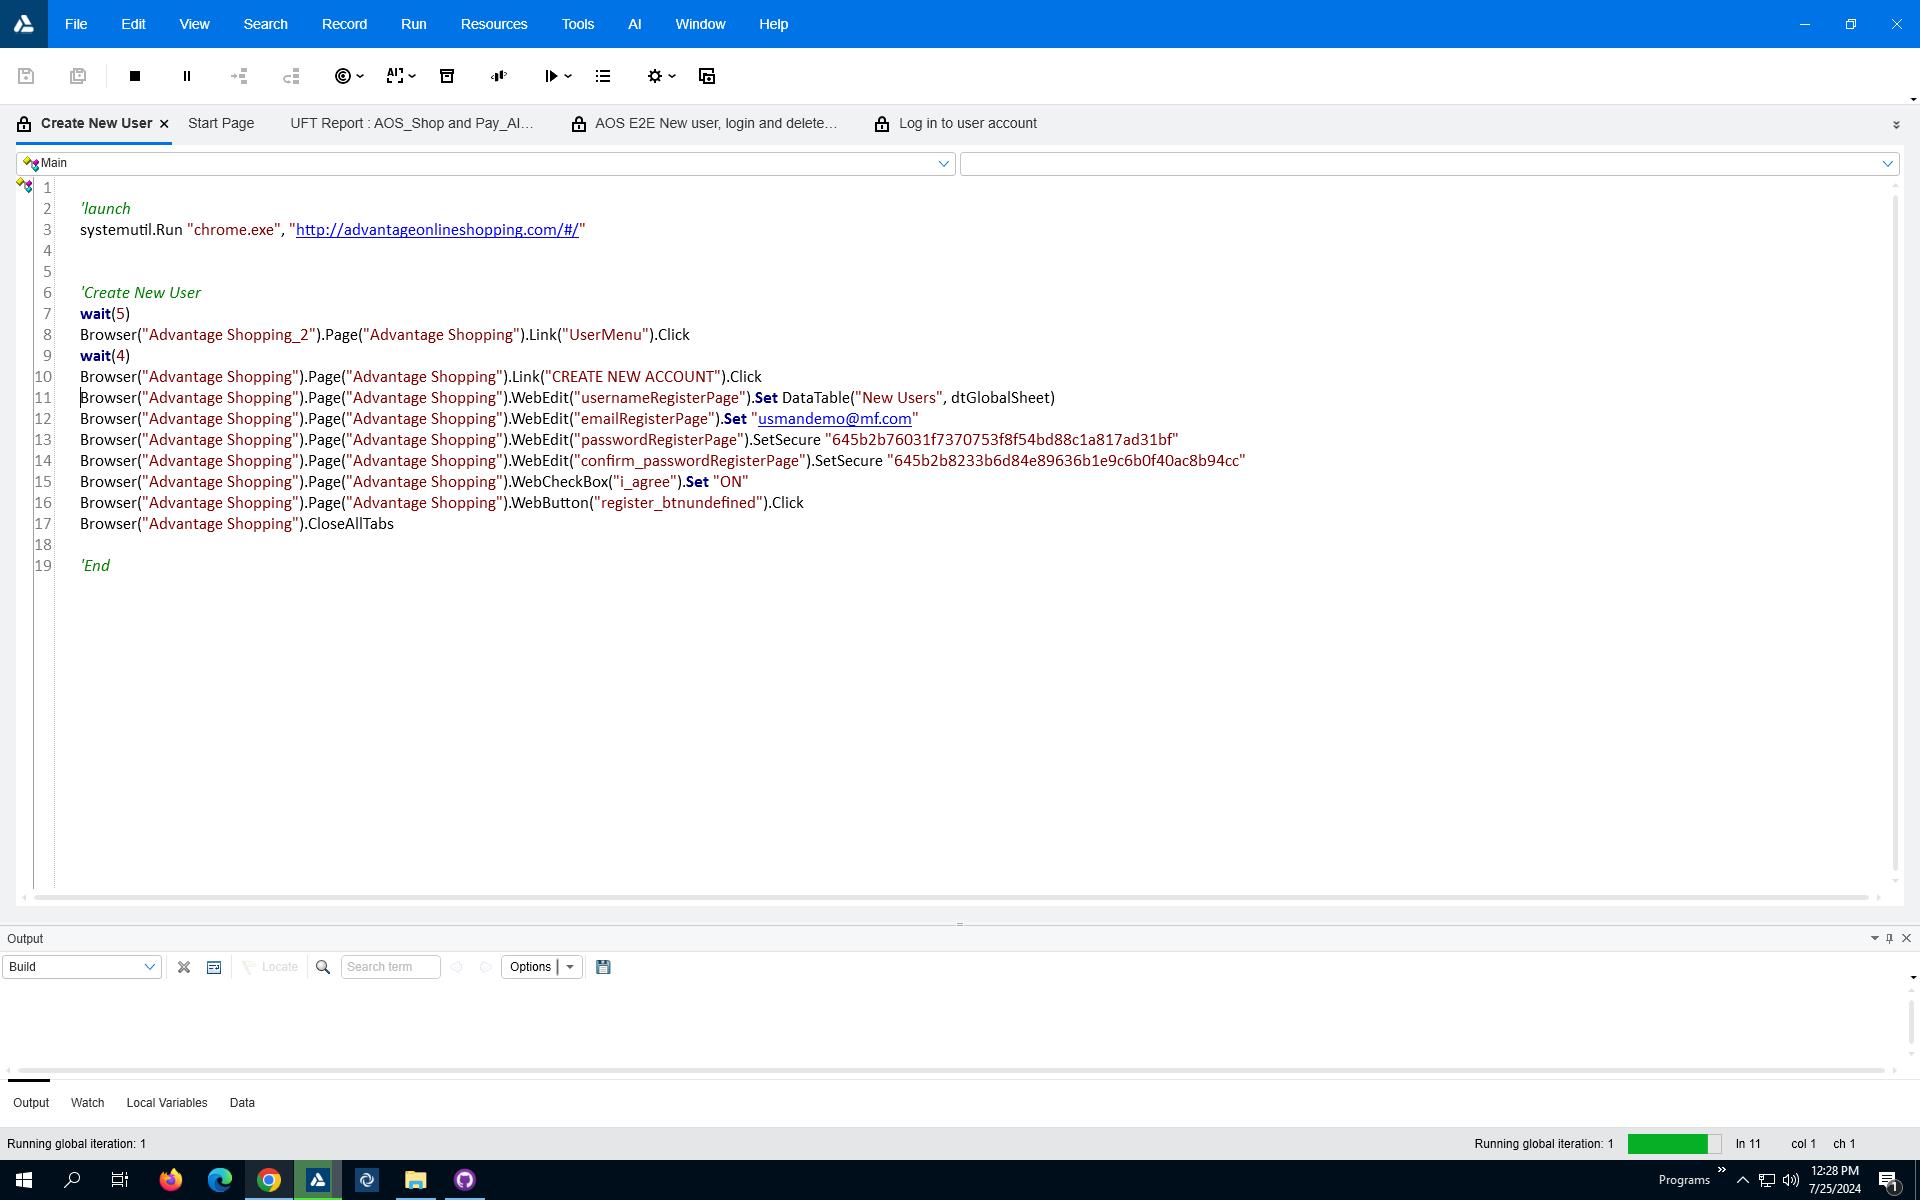 File Edit View Search Record Run Resources Tools AI Window Help
Create New User Start Page UFT Report : AOS_Shop and Pay_AI... AOS E2E New user, login and delete... Log in to user account
Main
1
2 'launch
3 systemutil.Run "chrome.exe", "http://advantageonlineshopping.com/#/"
4
5
6 'Create New User
7 wait(5)
8 Browser("Advantage Shopping_2").Page("Advantage Shopping").Link("UserMenu").Click
9 wait(4)
10 Browser("Advantage Shopping").Page("Advantage Shopping").Link("CREATE NEW ACCOUNT").Click
11 Browser("Advantage Shopping").Page("Advantage Shopping").WebEdit("usernameRegisterPage").Set DataTable("New Users", dtGlobalSheet)
12 Browser("Advantage Shopping").Page("Advantage Shopping").WebEdit("emailRegisterPage").Set "usmandemo@mf.com"
13 Browser("Advantage Shopping").Page("Advantage Shopping").WebEdit("passwordRegisterPage").SetSecure "645b2b76031f7370753f8f54bd88c1a817ad31bf"
14 Browser("Advantage Shopping").Page("Advantage Shopping").WebEdit("confirm_passwordRegisterPage").SetSecure "645b2b8233b6d84e89636b1e9c6b0f40ac8b94cc"
15 Browser("Advantage Shopping").Page("Advantage Shopping").WebCheckBox("i_agree").Set "ON"
16 Browser("Advantage Shopping").Page("Advantage Shopping").WebButton("register_btnundefined").Click
17 Browser("Advantage Shopping").CloseAllTabs
18
19 'End
Output
Build Locate Search term Options
Output Watch Local Variables Data
Running global iteration: 1 Running global iteration: 1 ln 11 col 1 ch 1
Programs 12:28 PM
7/25/2024 1